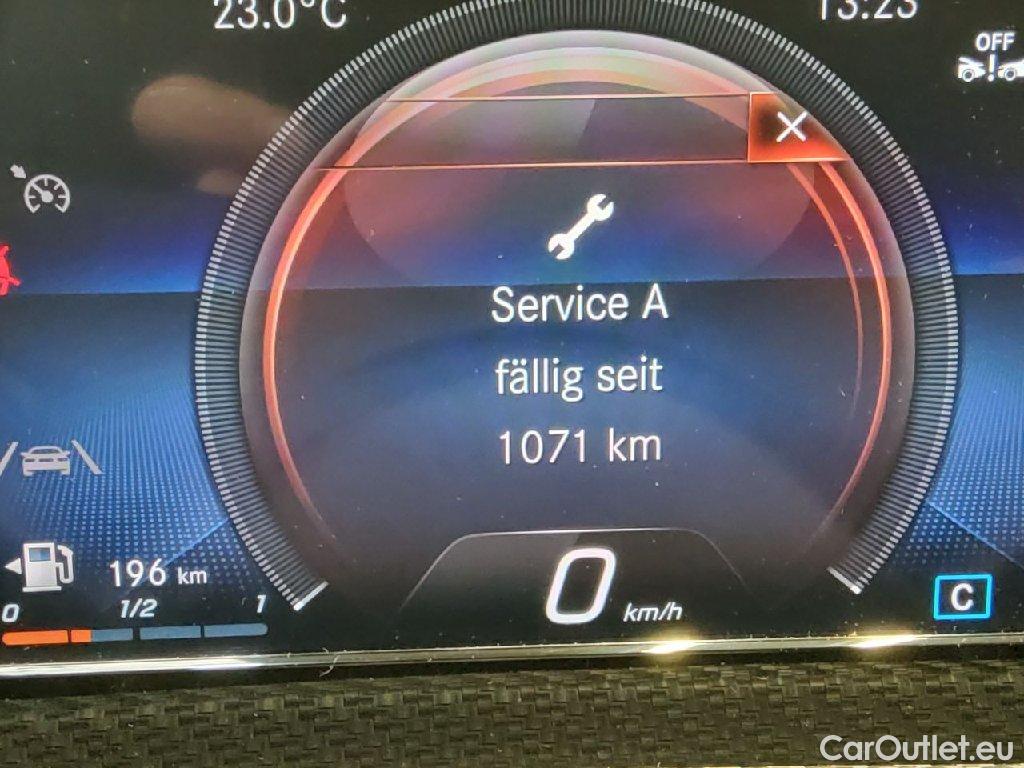 23.0°C
13:23
OFF
Service A
fällig seit
1071 km
196 km
0 1/2 1
0 km/h
C
CarOutlet.eu